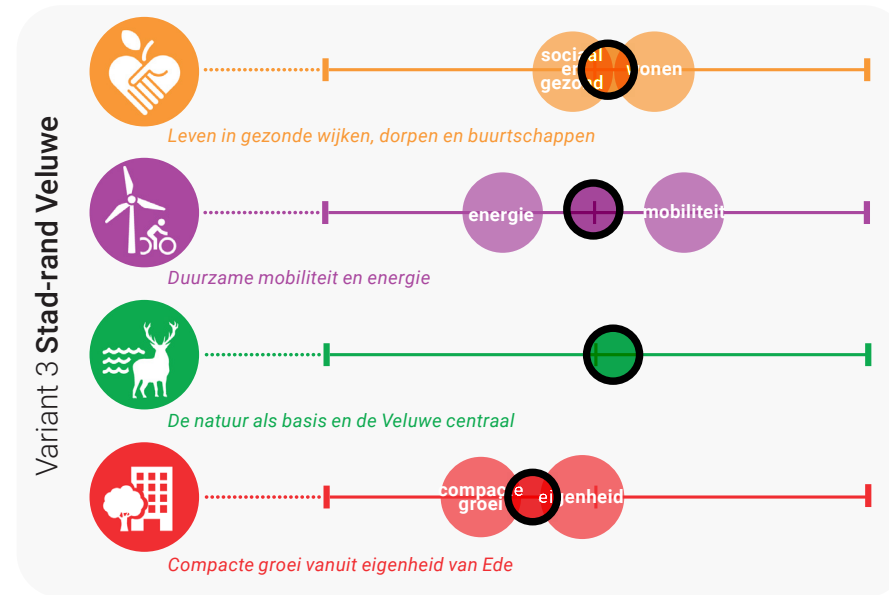 Variant 3 Stad-rand Veluwe
sociaal
en
gezond
wonen
Leven in gezonde wijken, dorpen en buurtschappen
energie
mobiliteit
Duurzame mobiliteit en energie
De natuur als basis en de Veluwe centraal
compacte
groei
eigenheid
Compacte groei vanuit eigenheid van Ede